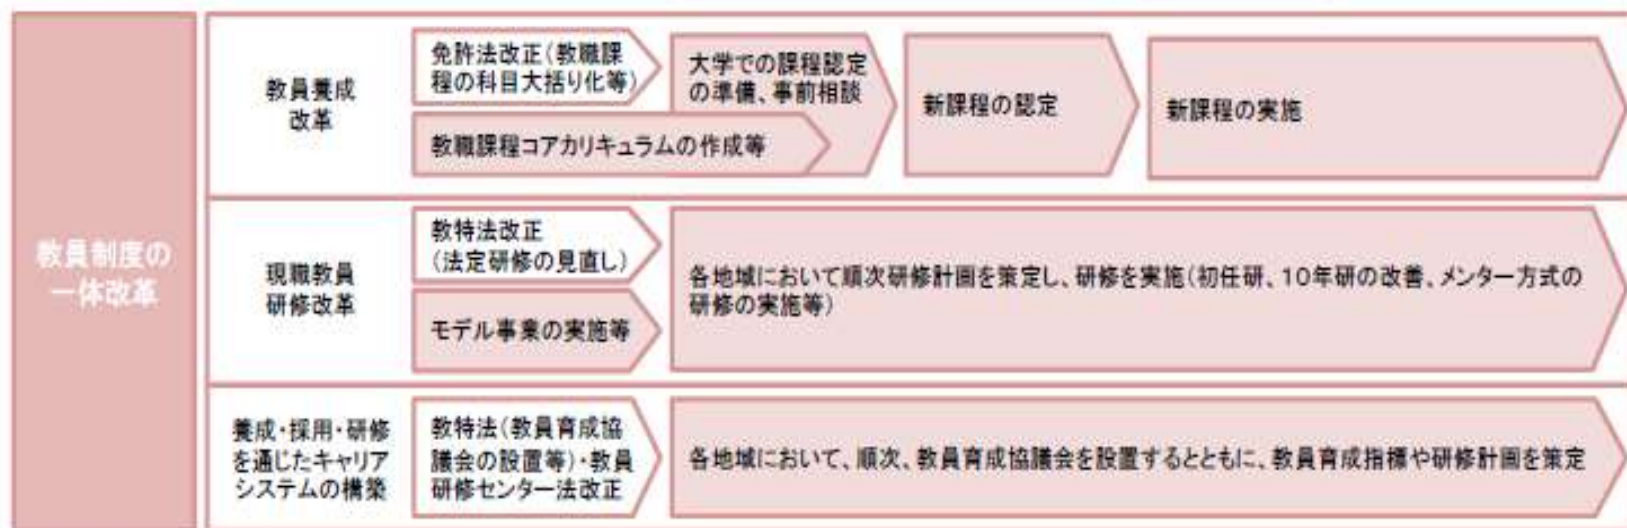 教員制度の
一体改革
教員養成
改革
免許法改正(教職課
程の科目大括り化等)
教職課程コアカリキュラムの作成等
大学での課程認定
の準備、事前相談
新課程の認定
新課程の実施
現職教員
研修改革
教特法改正
(法定研修の見直し)
モデル事業の実施等
各地域において順次研修計画を策定し、研修を実施(初任研、10年研の改善、メンター方式の
研修の実施等)
養成・採用・研修
を通じたキャリア
システムの構築
教特法(教員育成協
議会の設置等)・教員
研修センター法改正
各地域において、順次、教員育成協議会を設置するとともに、教員育成指標や研修計画を策定